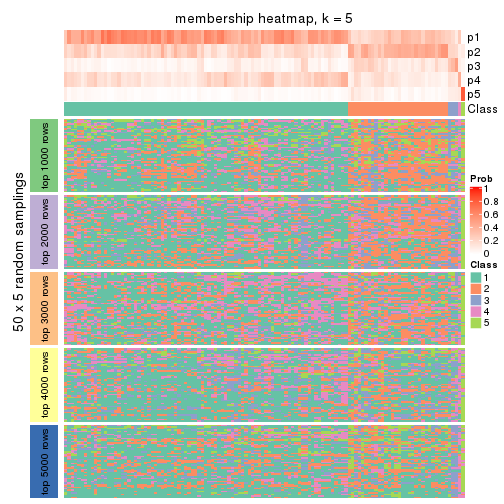 membership heatmap, k = 5
p1
p2
p3
p4
p5
Class
50 x 5 random samplings
top 1000 rows
top 2000 rows
top 3000 rows
top 4000 rows
top 5000 rows
Prob
1
0.8
0.6
0.4
0.2
0
Class
1
2
3
4
5